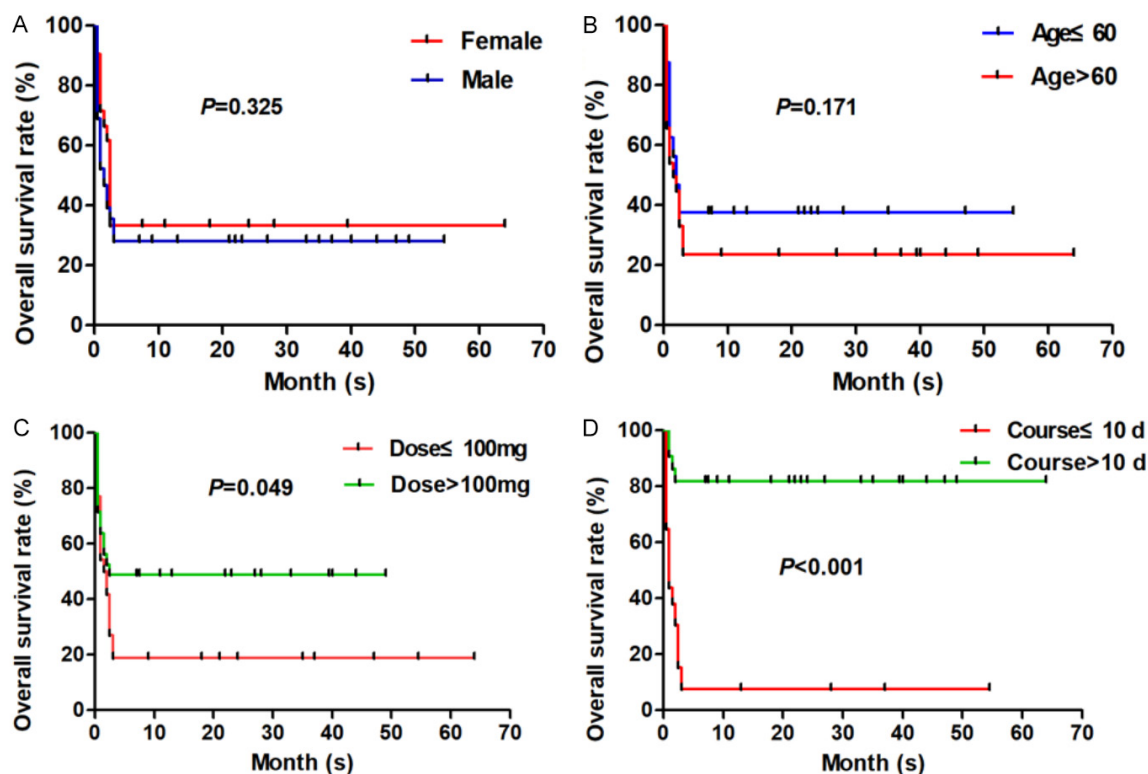 A
Female
Male
P=0.325
Overall survival rate (%)
100
80
60
40
20
0
0 10 20 30 40 50 60 70
Month (s)
B
Age≤ 60
Age>60
P=0.171
Overall survival rate (%)
100
80
60
40
20
0
0 10 20 30 40 50 60 70
Month (s)
C
Dose≤ 100mg
Dose>100mg
P=0.049
Overall survival rate (%)
100
80
60
40
20
0
0 10 20 30 40 50 60 70
Month (s)
D
Course≤ 10 d
Course>10 d
P<0.001
Overall survival rate (%)
100
80
60
40
20
0
0 10 20 30 40 50 60 70
Month (s)